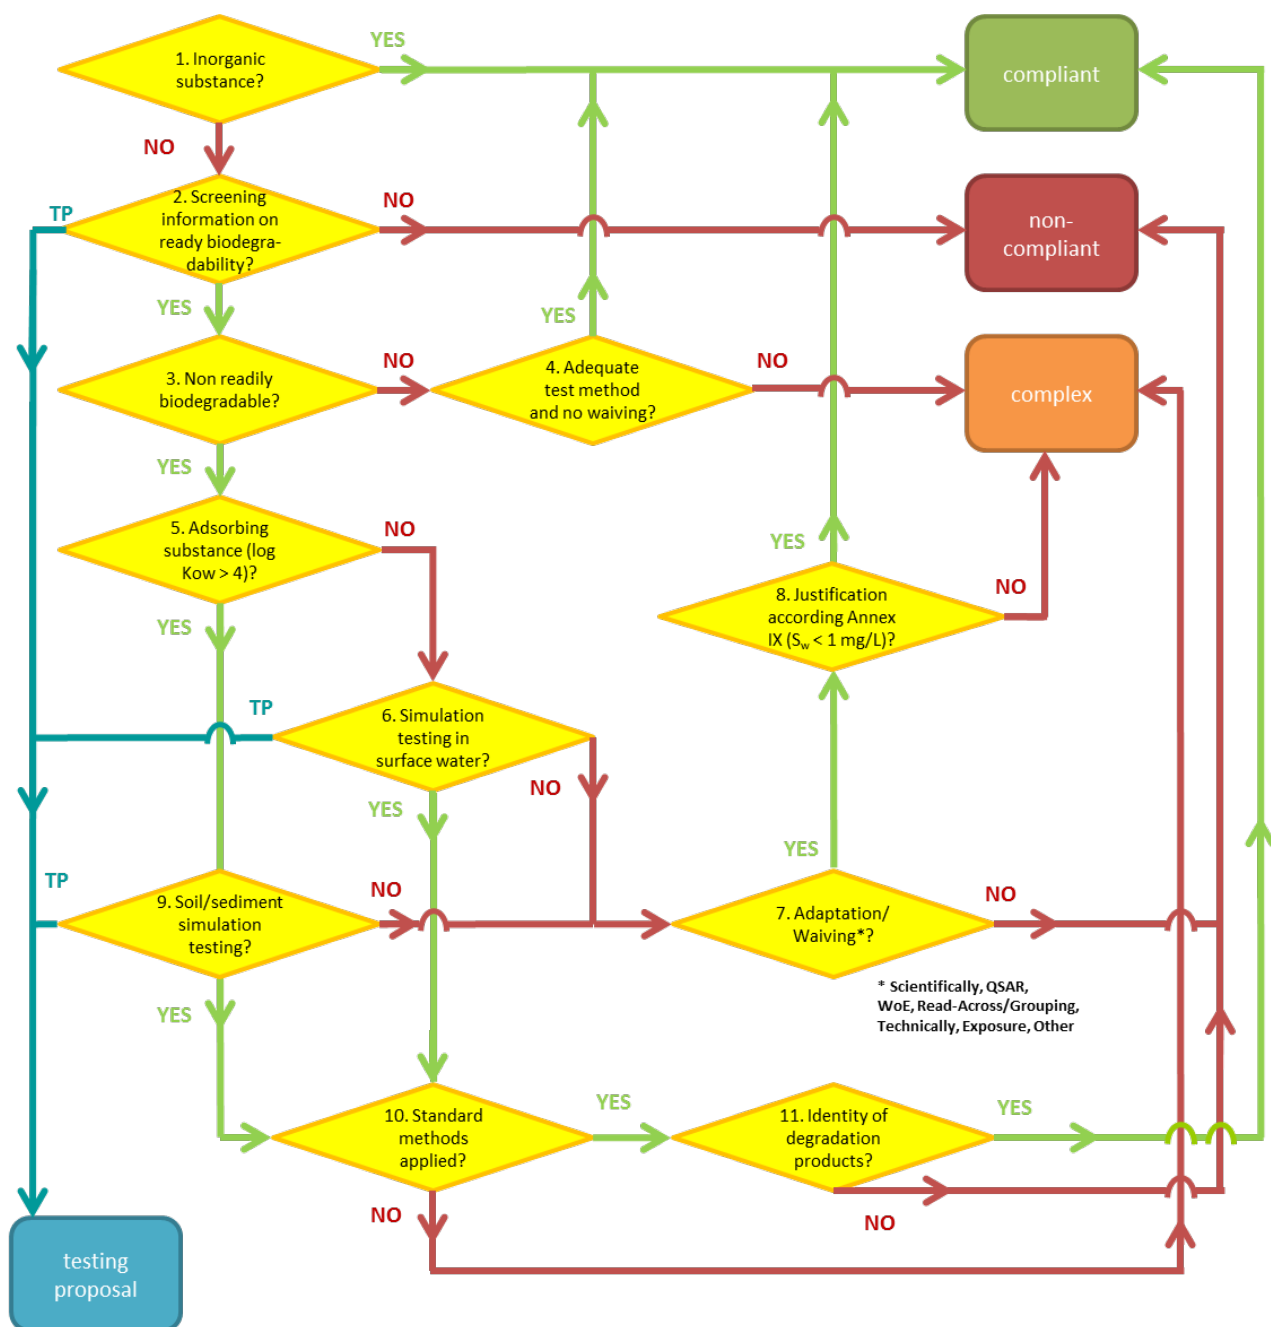 1. Inorganic
substance?
YES
compliant
NO
2. Screening
information on
ready biodegra-
dability?
TP
NO
non-
compliant
YES
3. Non readily
biodegradable?
NO
YES
4. Adequate
test method
and no waiving?
NO
complex
YES
5. Adsorbing
substance (log
Kow > 4)?
NO
YES
YES
8. Justification
according Annex
IX (Sw < 1 mg/L)?
NO
TP
6. Simulation
testing in
surface water?
NO
YES
YES
TP
9. Soil/sediment
simulation
testing?
NO
7. Adaptation/
Waiving*?
NO
* Scientifically, QSAR,
WoE, Read-Across/Grouping,
Technically, Exposure, Other
YES
10. Standard
methods
applied?
YES
11. Identity of
degradation
products?
YES
NO
NO
testing
proposal